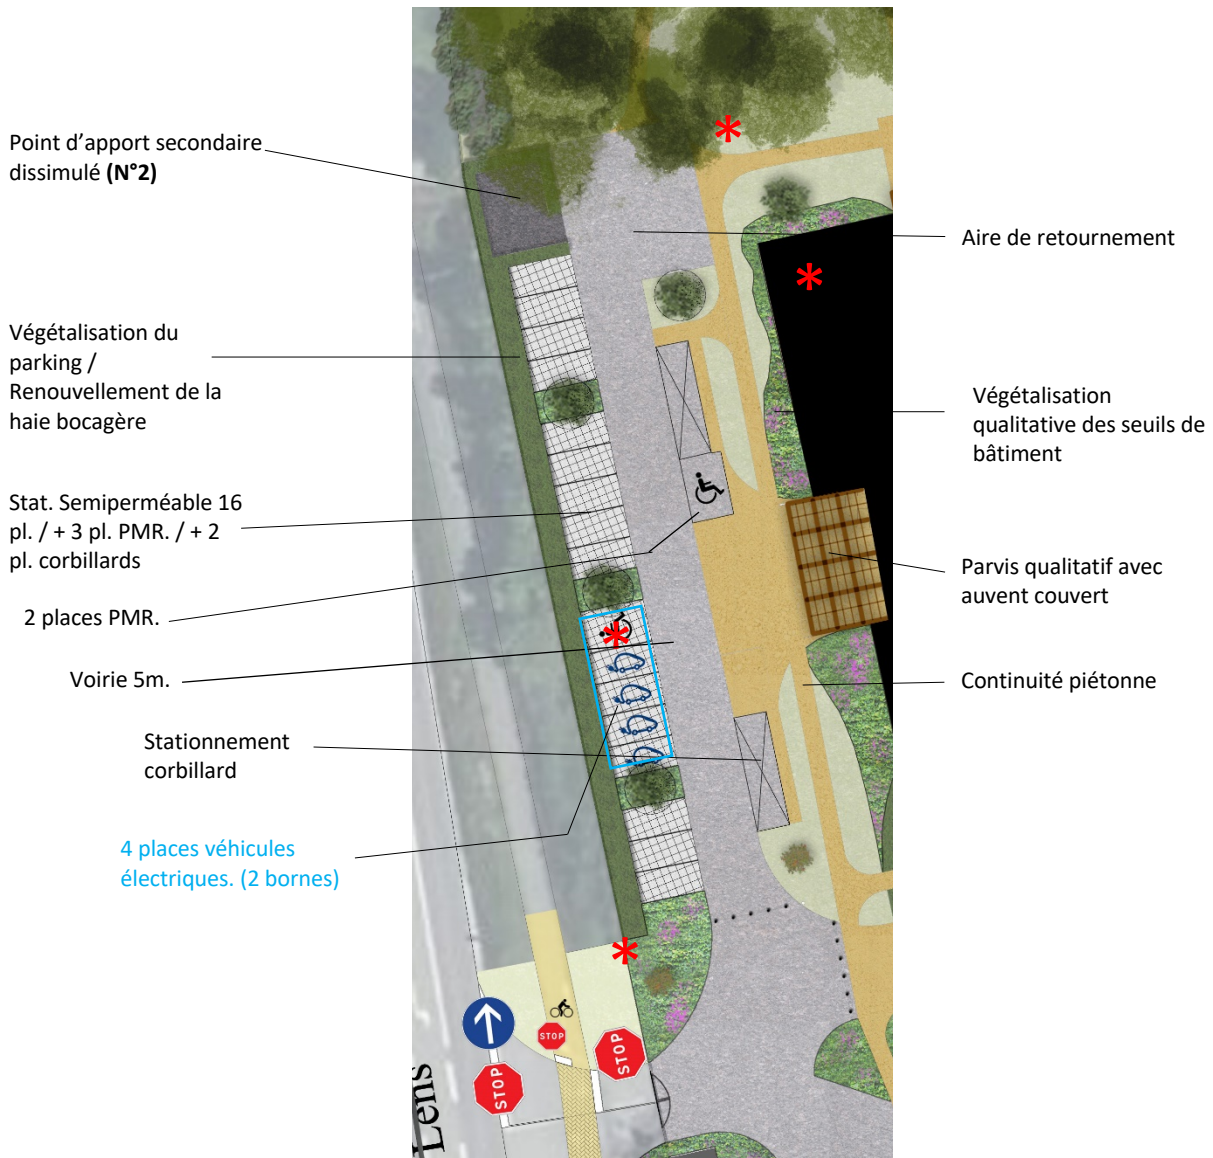 Point d’apport secondaire
dissimulé (N°2)
Aire de retournement
Végétalisation du
parking /
Renouvellement de la
haie bocagère
Végétalisation
qualitative des seuils de
bâtiment
Stat. Semiperméable 16
pl. / + 3 pl. PMR. / + 2
pl. corbillards
Parvis qualitatif avec
auvent couvert
2 places PMR.
Voirie 5m.
Continuité piétonne
Stationnement
corbillard
4 places véhicules
électriques. (2 bornes)
STOP
STOP
STOP
Lens